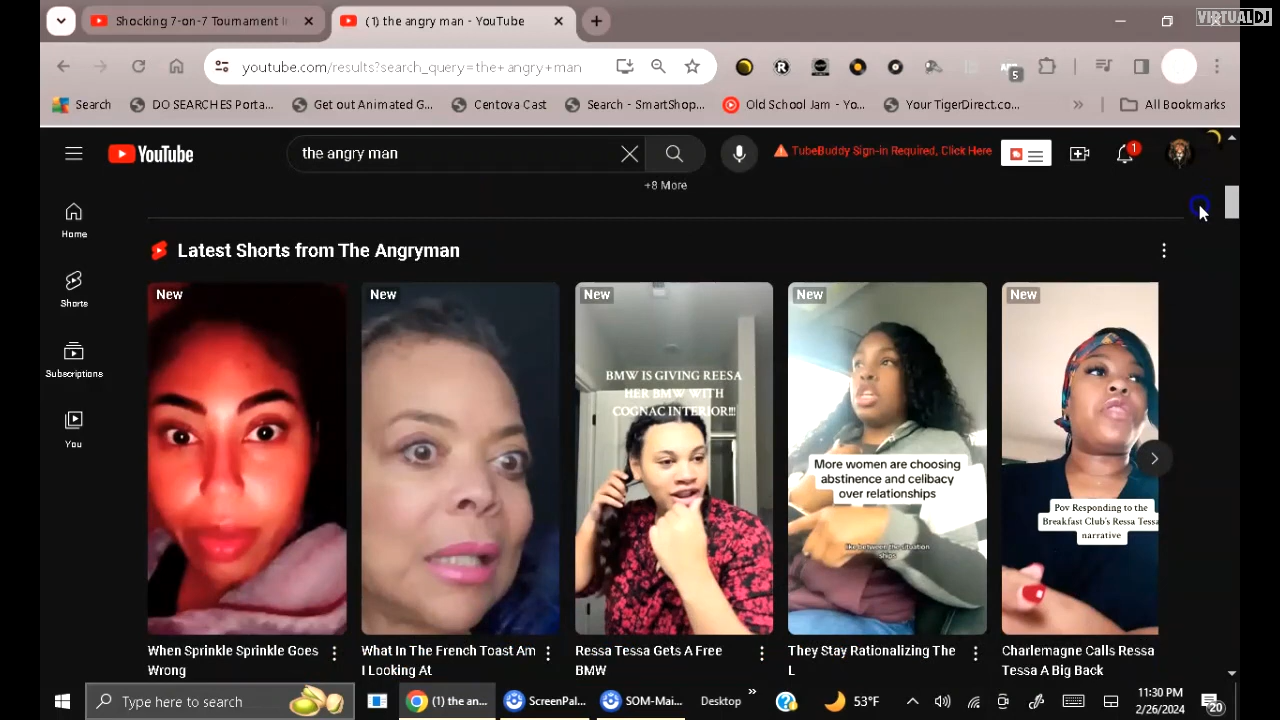 VIRTUALDJ
Shocking 7-on-7 Tournament I
(1) the angry man - YouTube
youtube.com/results?search_query=the+angry+man
5
Search
DO SEARCHES Porta...
Get out Animated G...
Centova Cast
Search - SmartShop...
Old School Jam - Yo...
Your TigerDirect.co...
»
All Bookmarks
YouTube
the angry man
TubeBuddy Sign-in Required, Click Here
1
+8 More
Home
Shorts
Subscriptions
You
Latest Shorts from The Angryman
New
New
New
New
New
BMW IS GIVING REESA
HER BMW WITH
COGNAC INTERIOR!!!
More women are choosing
abstinence and celibacy
over relationships
like between the situation
ships
Pov Responding to the
Breakfast Club's Ressa Tessa
narrative
When Sprinkle Sprinkle Goes
Wrong
What In The French Toast Am
I Looking At
Ressa Tessa Gets A Free
BMW
They Stay Rationalizing The
L
Charlemagne Calls Ressa
Tessa A Big Back
Type here to search
(1) the an...
ScreenPal...
SOM-Mai...
Desktop
»
53°F
11:30 PM
2/26/2024
20